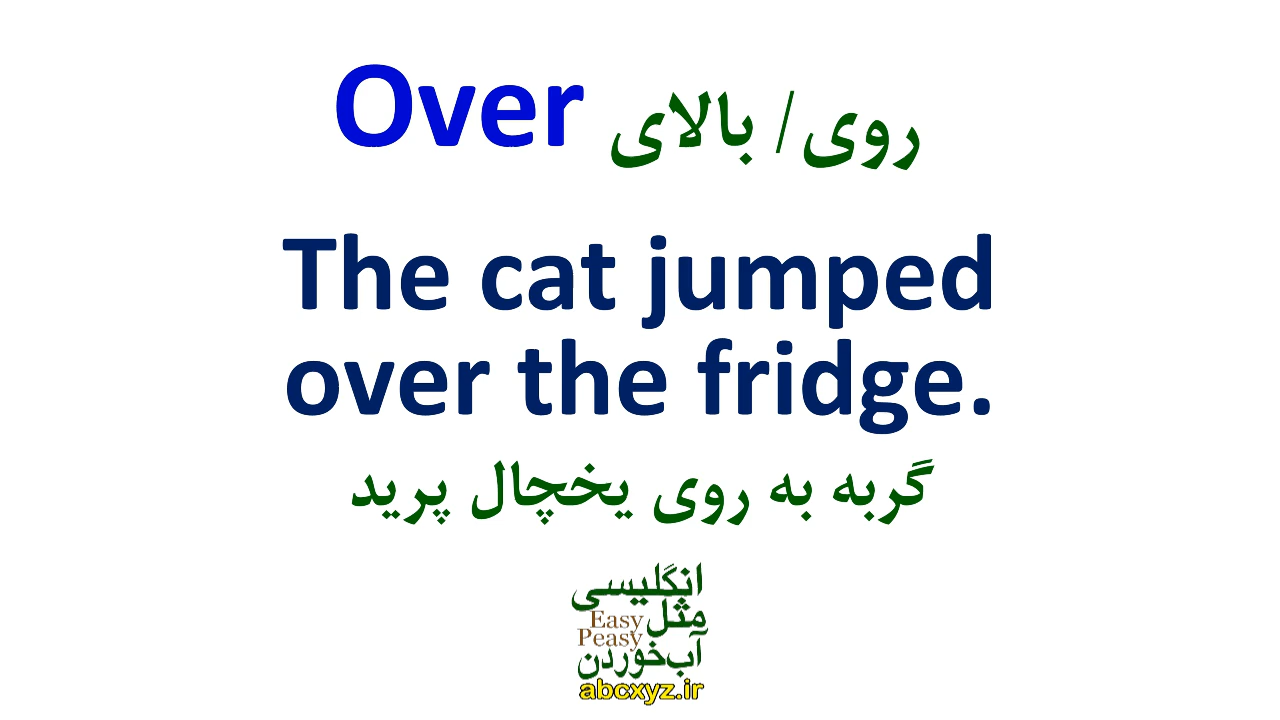 Over روی/ بالای
The cat jumped
over the fridge.
گربه به روی یخچال پرید
انگلیسی
مثل Easy
Peasy
آب‌خوردن
abcxyz.ir